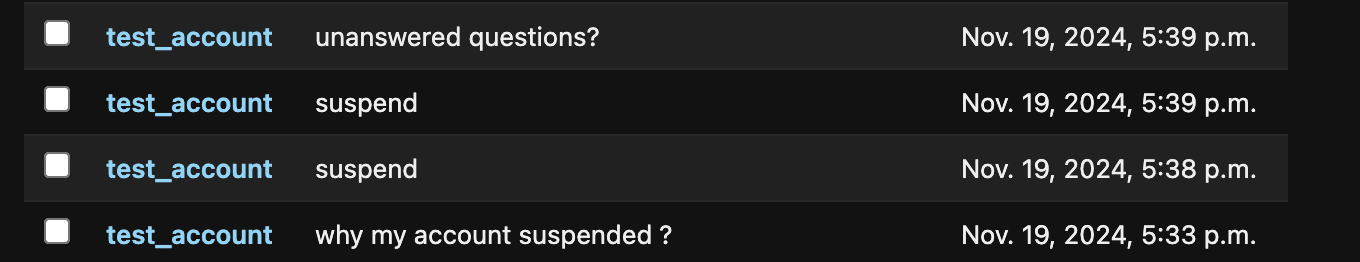 test_account unanswered questions? Nov. 19, 2024, 5:39 p.m.
test_account suspend Nov. 19, 2024, 5:39 p.m.
test_account suspend Nov. 19, 2024, 5:38 p.m.
test_account why my account suspended ? Nov. 19, 2024, 5:33 p.m.